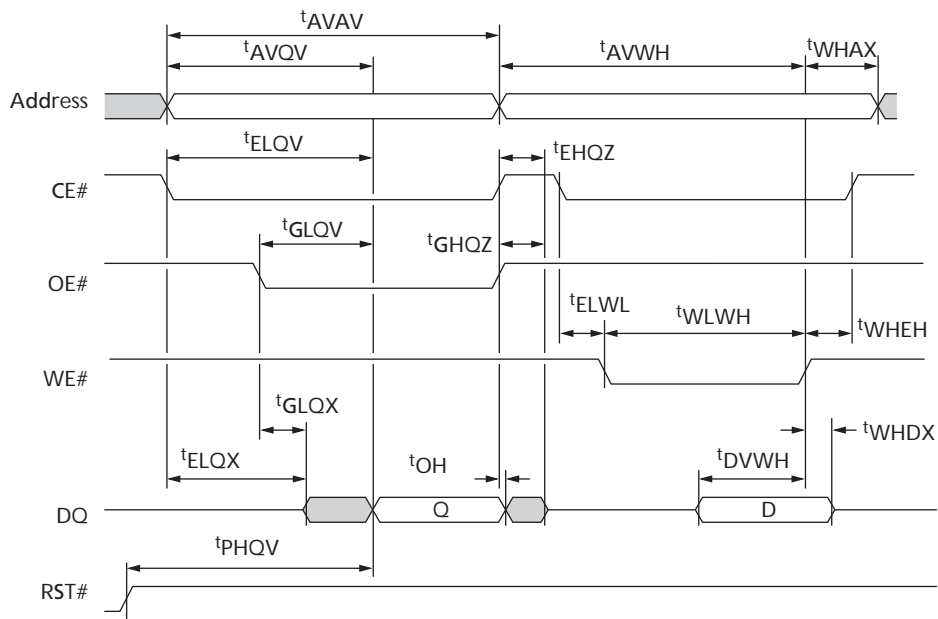 tAVAV
tAVQV
tAVWH
tWHAX
Address
tELQV
tEHQZ
CE#
tGLQV
tGHQZ
OE#
tELWL
tWLWH
tWHEH
WE#
tGLQX
tWHDX
tELQX
tOH
tDVWH
DQ
Q
D
tPHQV
RST#